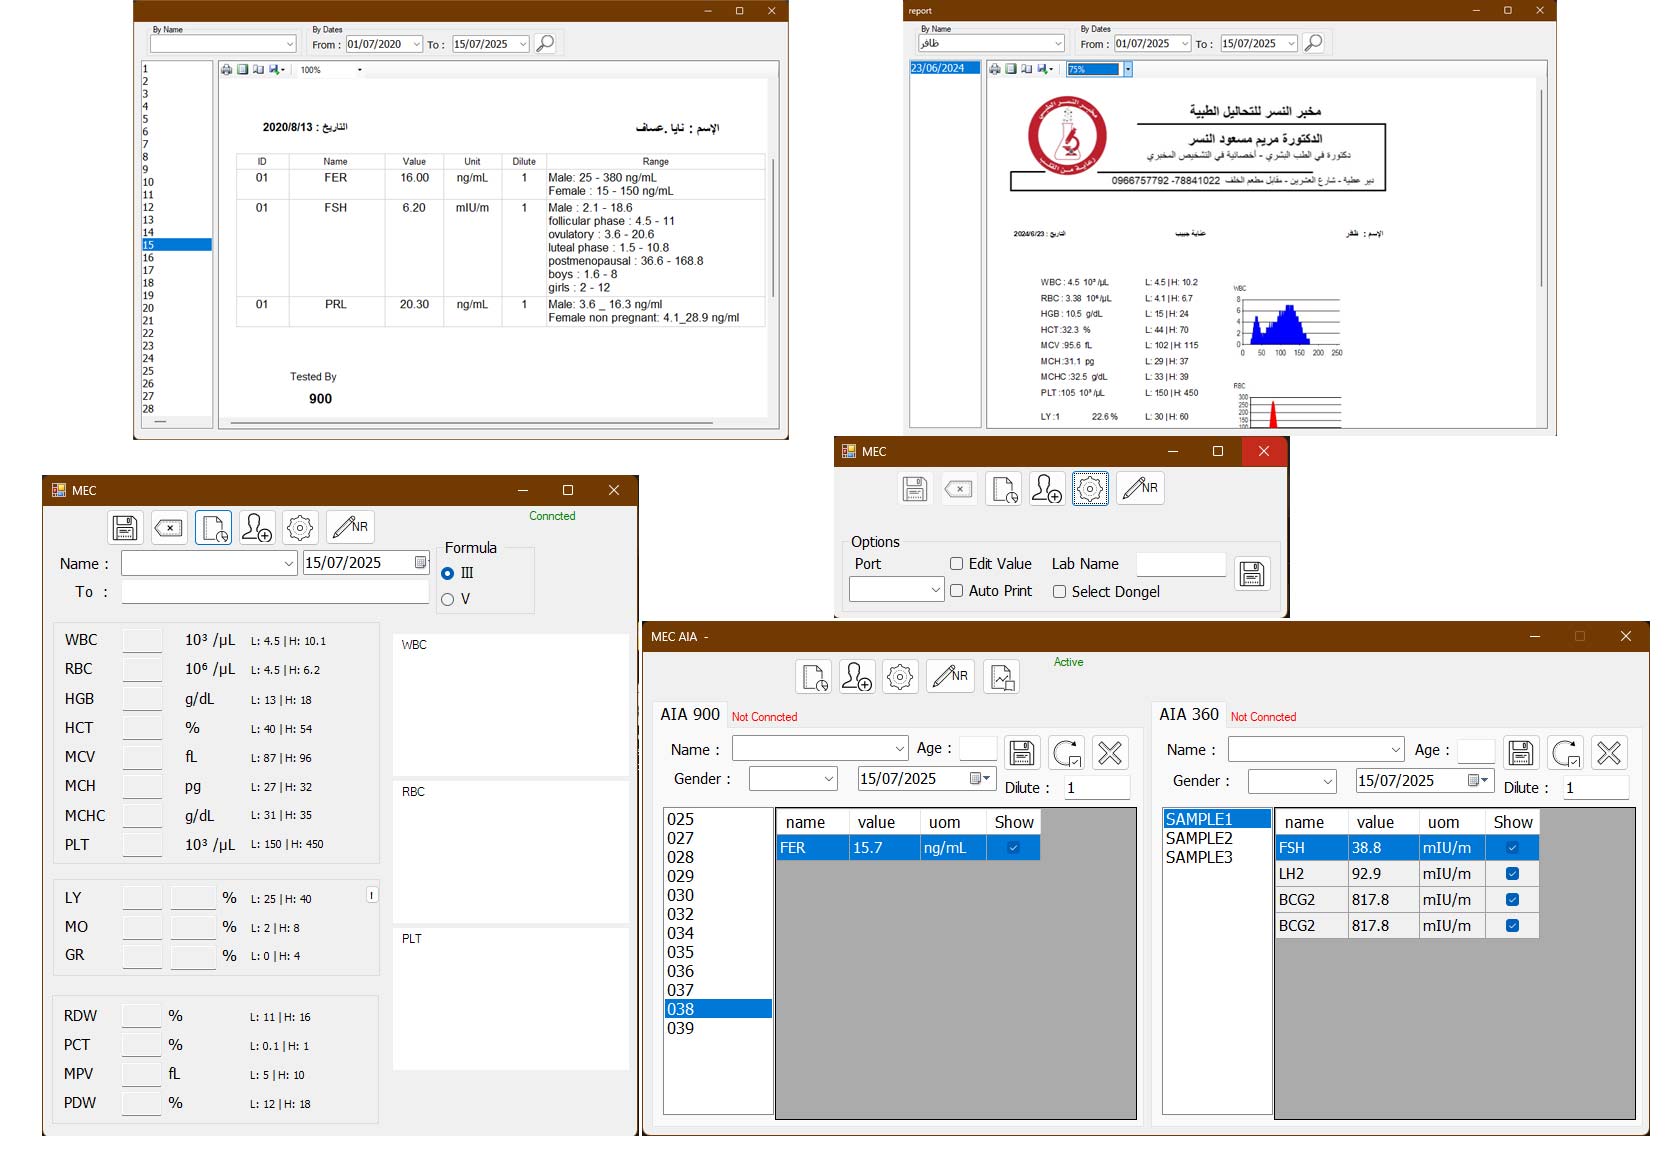 By Name
By Dates
From : 01/07/2020 To : 15/07/2025
100%
1
2
3
4
5
6
7
8
9
10
11
12
13
14
15
16
17
18
19
20
21
22
23
24
25
26
27
28
الإسم : نايا .عساف
التاريخ : 2020/8/13
ID Name Value Unit Dilute Range
01 FER 16.00 ng/mL 1 Male: 25 - 380 ng/mL
Female : 15 - 150 ng/mL
01 FSH 6.20 mIU/m 1 Male : 2.1 - 18.6
follicular phase : 4.5 - 11
ovulatory : 3.6 - 20.6
luteal phase : 1.5 - 10.8
postmenopausal : 36.6 - 168.8
boys : 1.6 - 8
girls : 2 - 12
01 PRL 20.30 ng/mL 1 Male: 3.6 _ 16.3 ng/ml
Female non pregnant: 4.1_28.9 ng/ml
Tested By
900
report
By Name
By Dates
ظافر
From : 01/07/2025 To : 15/07/2025
23/06/2024
75%
مخبر النسر الطبي
رعاية من القلب
مخبر النسر للتحاليل الطبية
الدكتورة مريم مسعود النسر
دكتورة في الطب البشري - أخصائية في التشخيص المخبري
دير عطية - شارع العشرين - مقابل مطعم الخلف 78841022- 0966757792
الإسم : ظافر
عناية حبيب
التاريخ : 2024/6/23
WBC : 4.5 10³ /µL L: 4.5 | H: 10.2
RBC : 3.38 10⁶ /µL L: 4.1 | H: 6.7
HGB : 10.5 g/dL L: 15 | H: 24
HCT :32.3 % L: 44 | H: 70
MCV :95.6 fL L: 102 | H: 115
MCH :31.1 pg L: 29 | H: 37
MCHC :32.5 g/dL L: 33 | H: 39
PLT :105 10³ /µL L: 150 | H: 450
LY :1 22.6 % L: 30 | H: 60
WBC
8
6
4
2
0
0 50 100 150 200 250
RBC
300
250
200
150
100
MEC
NR
Options
Port
Edit Value
Lab Name
Auto Print
Select Dongel
MEC
Conncted
NR
Name :
15/07/2025
To :
Formula
III
V
WBC 10³ /µL L: 4.5 | H: 10.1
RBC 10⁶ /µL L: 4.5 | H: 6.2
HGB g/dL L: 13 | H: 18
HCT % L: 40 | H: 54
MCV fL L: 87 | H: 96
MCH pg L: 27 | H: 32
MCHC g/dL L: 31 | H: 35
PLT 10³ /µL L: 150 | H: 450
LY % L: 25 | H: 40 !
MO % L: 2 | H: 8
GR % L: 0 | H: 4
RDW % L: 11 | H: 16
PCT % L: 0.1 | H: 1
MPV fL L: 5 | H: 10
PDW % L: 12 | H: 18
WBC
RBC
PLT
MEC AIA -
NR
Active
AIA 900 Not Conncted
Name :
Age :
Gender :
15/07/2025
Dilute : 1
025
027
028
029
030
032
034
035
036
037
038
039
name value uom Show
FER 15.7 ng/mL
AIA 360 Not Conncted
Name :
Age :
Gender :
15/07/2025
Dilute : 1
SAMPLE1
SAMPLE2
SAMPLE3
name value uom Show
FSH 38.8 mIU/m
LH2 92.9 mIU/m
BCG2 817.8 mIU/m
BCG2 817.8 mIU/m